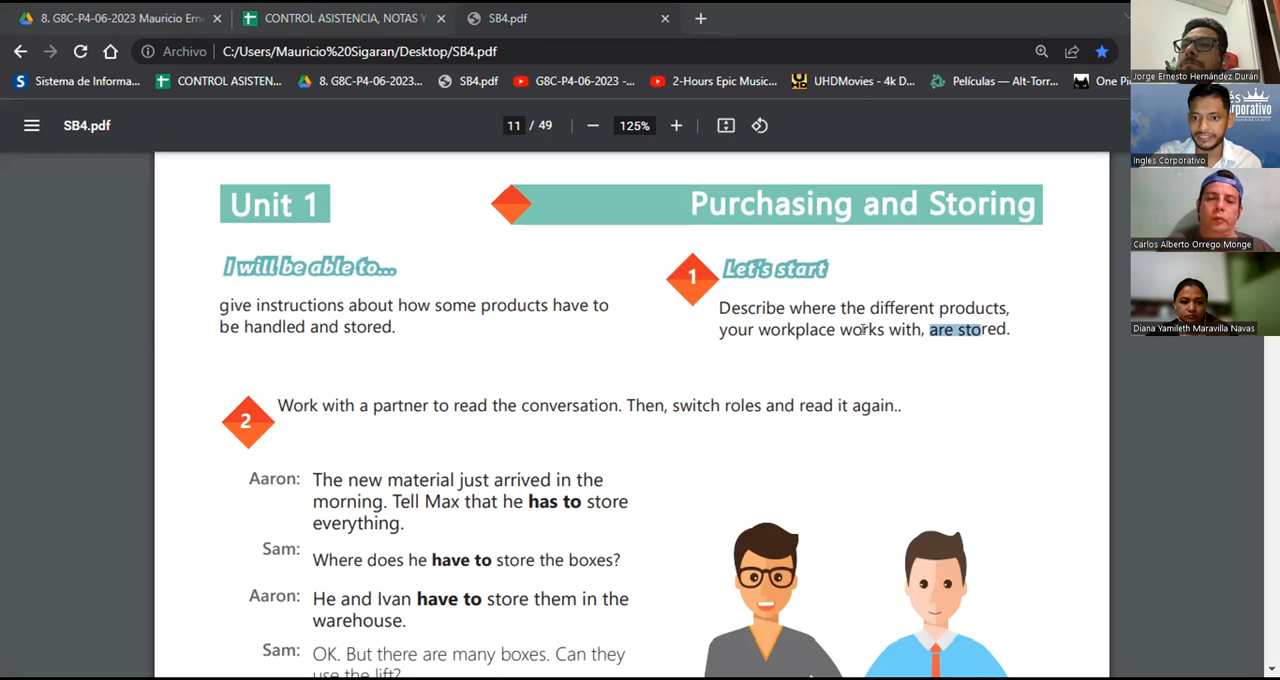 8. G8C-P4-06-2023 Mauricio Ern
CONTROL ASISTENCIA, NOTAS Y
SB4.pdf
Archivo
C:/Users/Mauricio%20Sigaran/Desktop/SB4.pdf
Sistema de Informa...
CONTROL ASISTEN...
8. G8C-P4-06-2023...
SB4.pdf
G8C-P4-06-2023 -...
2-Hours Epic Music...
UHDMovies - 4k D...
Películas — Alt-Torr...
One Pi
SB4.pdf
11 / 49
125%
Unit 1
Purchasing and Storing
I will be able to...
give instructions about how some products have to
be handled and stored.
1
Let's start
Describe where the different products,
your workplace works with, are stored.
2
Work with a partner to read the conversation. Then, switch roles and read it again..
Aaron: The new material just arrived in the
morning. Tell Max that he has to store
everything.
Sam: Where does he have to store the boxes?
Aaron: He and Ivan have to store them in the
warehouse.
Sam: OK. But there are many boxes. Can they
use the lift?
Jorge Ernesto Hernández Durán
és
orporativo
Ingles Corporativo
Carlos Alberto Orrego Monge
Diana Yamileth Maravilla Navas